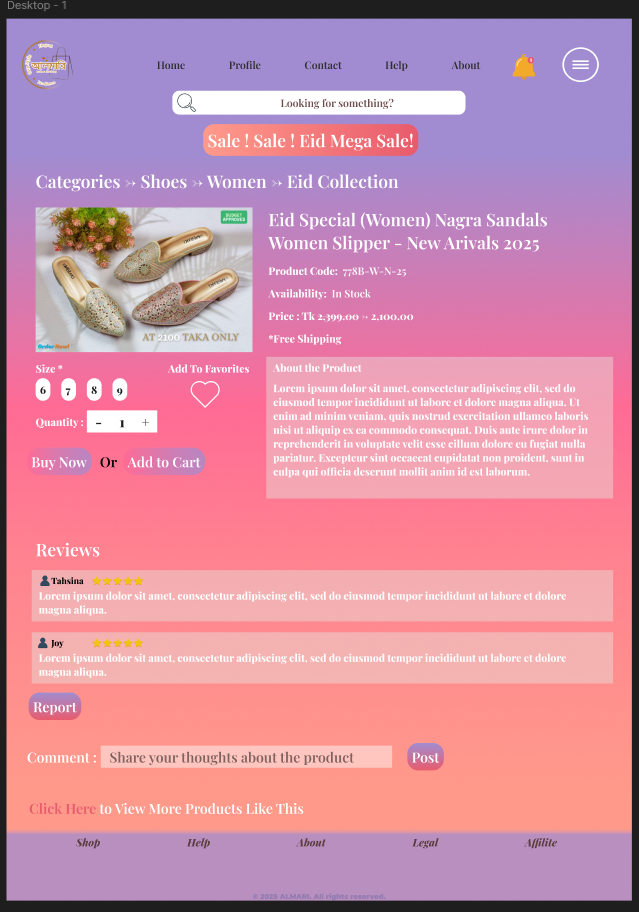 Desktop - 1
Home Profile Contact Help About
Looking for something?
Sale ! Sale ! Eid Mega Sale!
Categories » Shoes » Women » Eid Collection
BUDGET
APPROVED
AT 2100 TAKA ONLY
Order Now!
Eid Special (Women) Nagra Sandals
Women Slipper - New Arivals 2025
Product Code: 778B-W-N-25
Availability: In Stock
Price : Tk 2,399.00 » 2,100.00
*Free Shipping
Size *
Add To Favorites
6 7 8 9
Quantity : - 1 +
Buy Now Or Add to Cart
About the Product
Lorem ipsum dolor sit amet, consectetur adipiscing elit, sed do
eiusmod tempor incididunt ut labore et dolore magna aliqua. Ut
enim ad minim veniam, quis nostrud exercitation ullamco laboris
nisi ut aliquip ex ea commodo consequat. Duis aute irure dolor in
reprehenderit in voluptate velit esse cillum dolore eu fugiat nulla
pariatur. Excepteur sint occaecat cupidatat non proident, sunt in
culpa qui officia deserunt mollit anim id est laborum.
Reviews
Tahsina
Lorem ipsum dolor sit amet, consectetur adipiscing elit, sed do eiusmod tempor incididunt ut labore et dolore
magna aliqua.
Joy
Lorem ipsum dolor sit amet, consectetur adipiscing elit, sed do eiusmod tempor incididunt ut labore et dolore
magna aliqua.
Report
Comment : Share your thoughts about the product Post
Click Here to View More Products Like This
Shop Help About Legal Affilite
© 2025 ALMARI. All rights reserved.